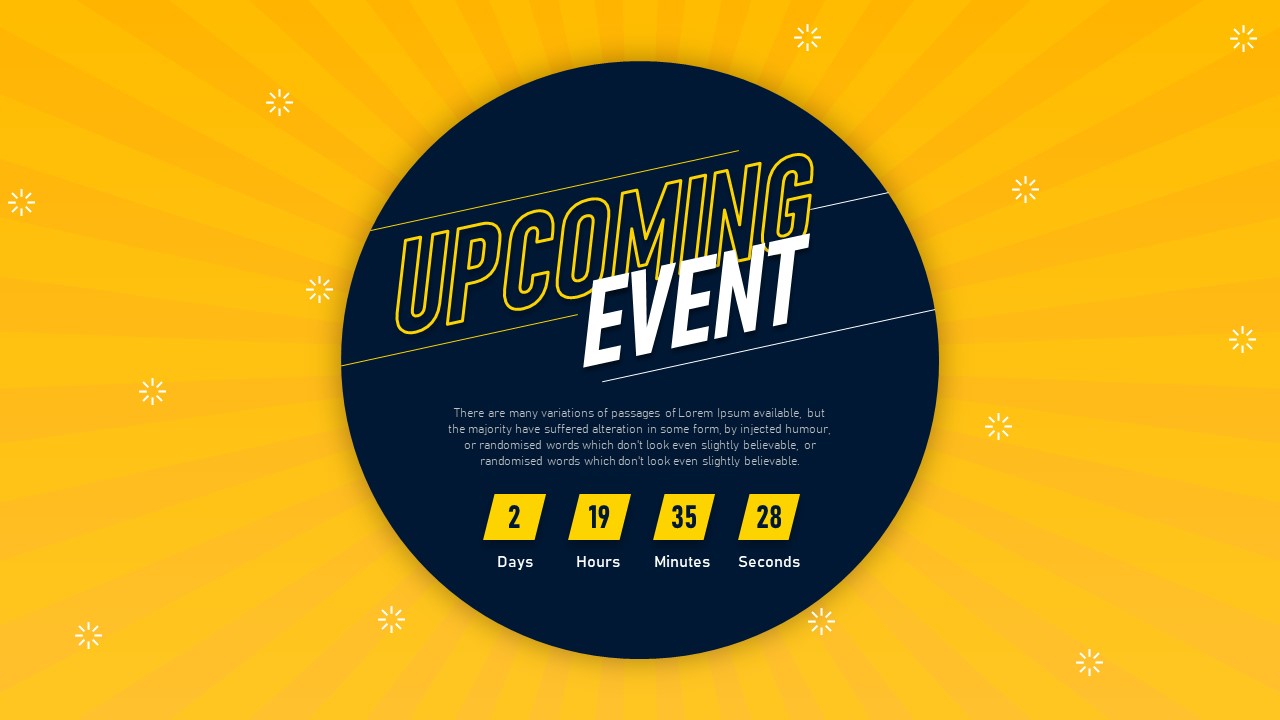 UPCOMING
EVENT
There are many variations of passages of Lorem Ipsum available, but
the majority have suffered alteration in some form, by injected humour,
or randomised words which don't look even slightly believable, or
randomised words which don't look even slightly believable.
2 19 35 28
Days Hours Minutes Seconds